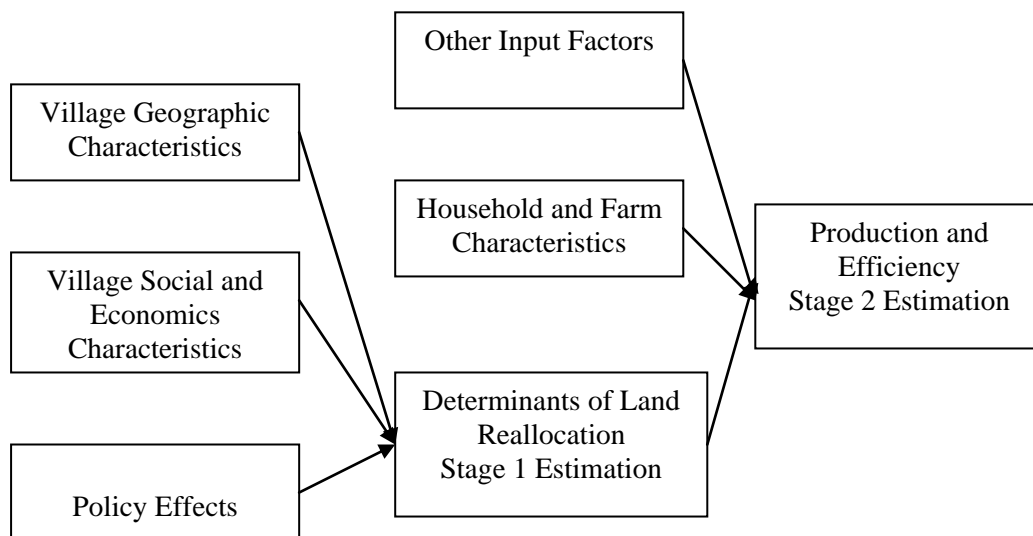 Village Geographic
Characteristics
Village Social and
Economics
Characteristics
Policy Effects
Other Input Factors
Household and Farm
Characteristics
Determinants of Land
Reallocation
Stage 1 Estimation
Production and
Efficiency
Stage 2 Estimation